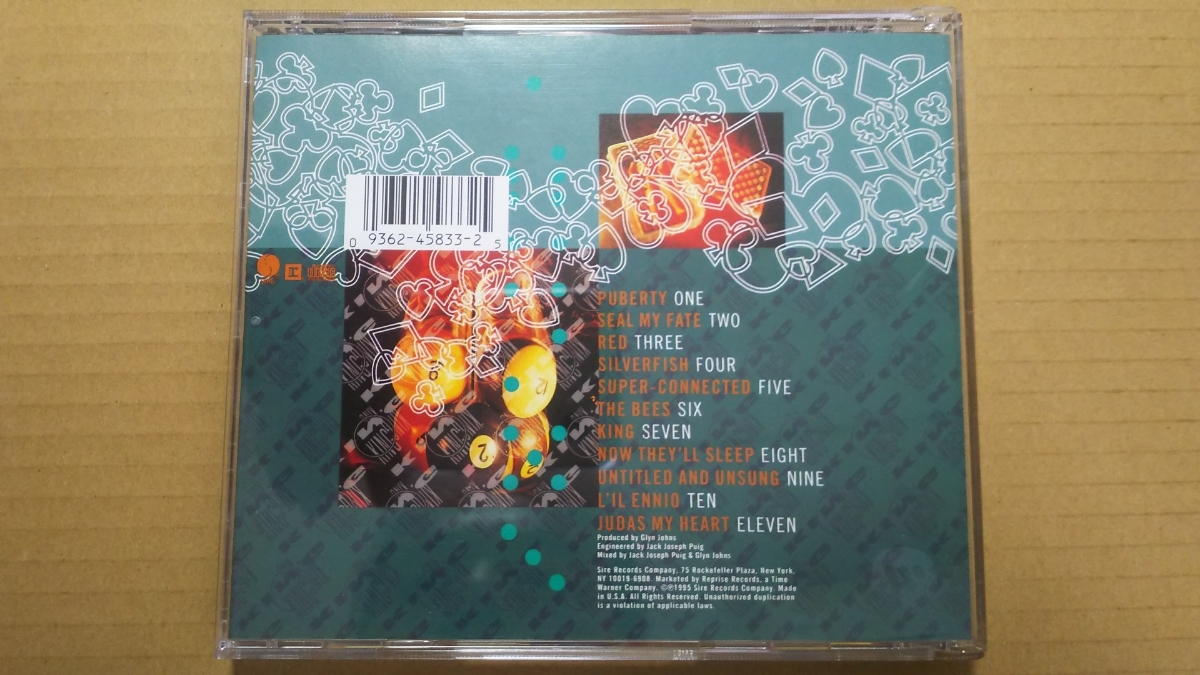 0 9362-45833-2 5
PUBERTY ONE
SEAL MY FATE TWO
RED THREE
SILVERFISH FOUR
SUPER-CONNECTED FIVE
THE BEES SIX
KING SEVEN
NOW THEY'LL SLEEP EIGHT
UNTITLED AND UNSUNG NINE
L'IL ENNIO TEN
JUDAS MY HEART ELEVEN
Produced by Glyn Johns
Engineered by Jack Joseph Puig
Mixed by Jack Joseph Puig & Glyn Johns
Sire Records Company, 75 Rockefeller Plaza, New York,
NY 10019-6908. Marketed by Reprise Records, a Time
Warner Company. ©℗1995 Sire Records Company. Made
in U.S.A. All Rights Reserved. Unauthorized duplication
is a violation of applicable laws.
12
2
2